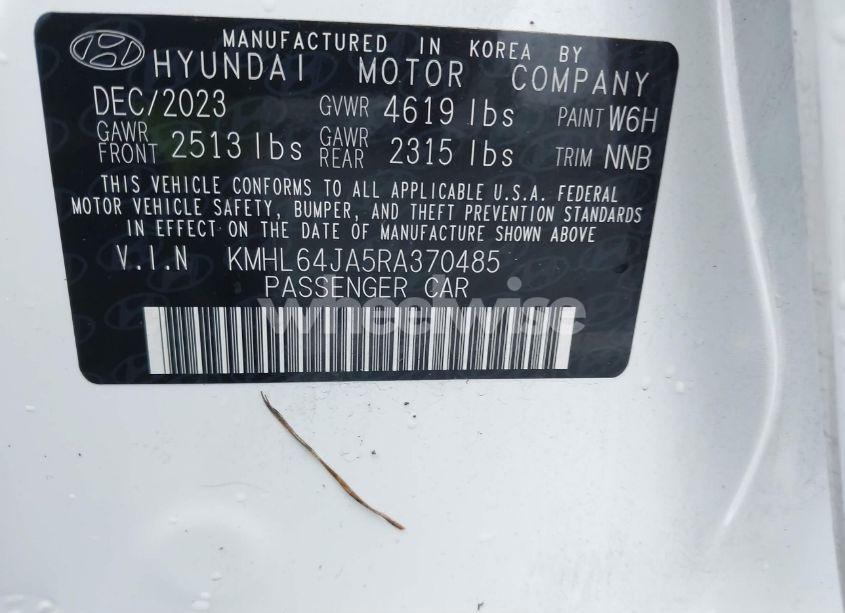 MANUFACTURED IN KOREA BY
HYUNDAI MOTOR COMPANY
DEC/2023 GVWR 4619 lbs PAINT W6H
GAWR FRONT 2513 lbs GAWR REAR 2315 lbs TRIM NNB
THIS VEHICLE CONFORMS TO ALL APPLICABLE U.S.A. FEDERAL
MOTOR VEHICLE SAFETY, BUMPER, AND THEFT PREVENTION STANDARDS
IN EFFECT ON THE DATE OF MANUFACTURE SHOWN ABOVE
V.I.N KMHL64JA5RA370485
PASSENGER CAR
wheelwise